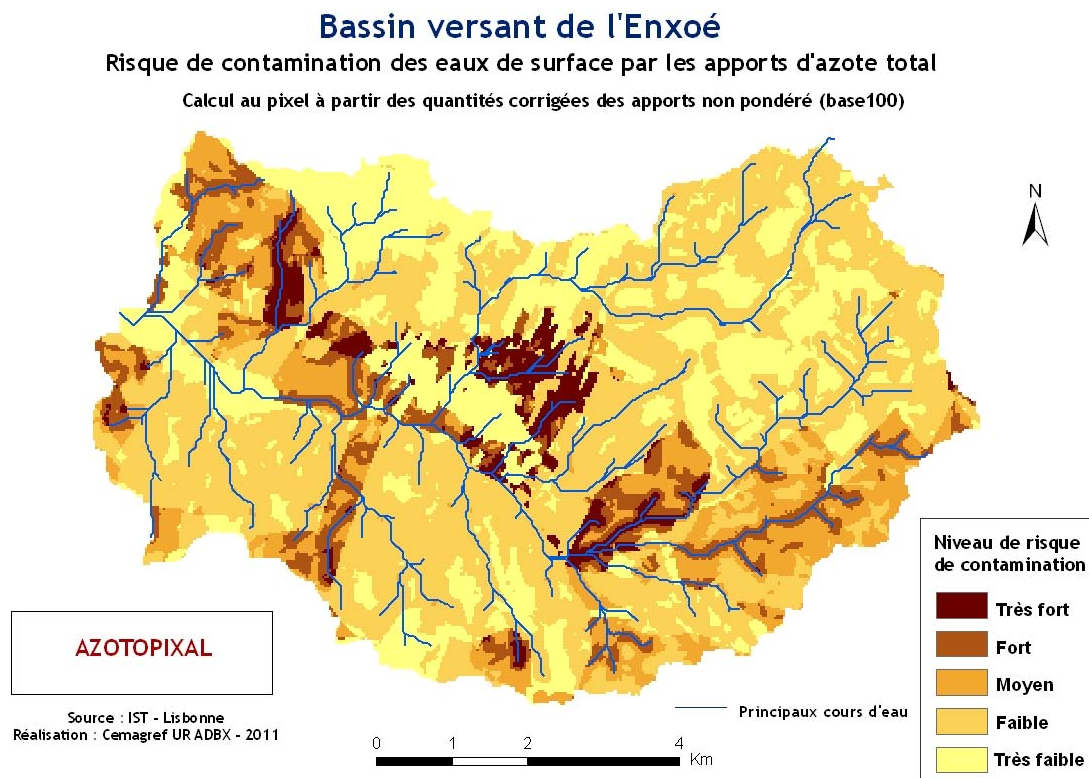 Bassin versant de l'Enxoé
Risque de contamination des eaux de surface par les apports d'azote total
Calcul au pixel à partir des quantités corrigées des apports non pondéré (base100)
N
Niveau de risque
de contamination
Très fort
Fort
Moyen
Faible
Très faible
AZOTOPIXAL
Source : IST - Lisbonne
Réalisation : Cemagref UR ADBX - 2011
Principaux cours d'eau
0 1 2 4 Km